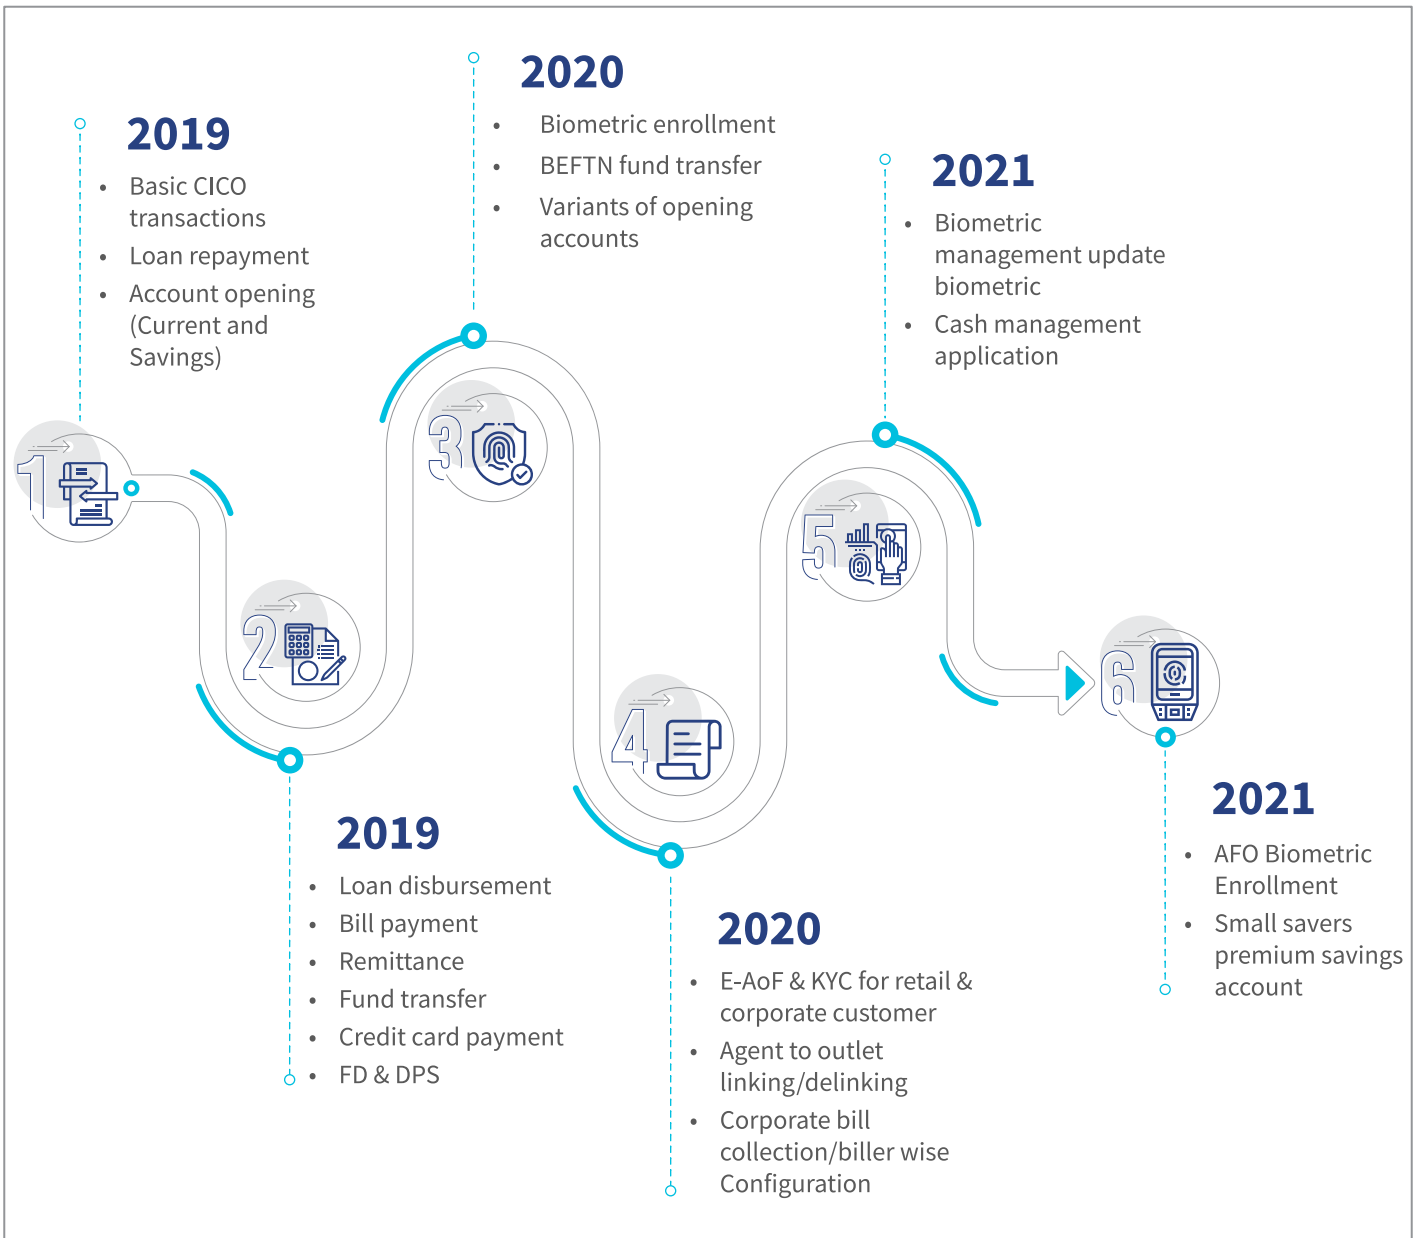 1
2019
• Basic CICO
transactions
• Loan repayment
• Account opening
(Current and
Savings)
2
2019
• Loan disbursement
• Bill payment
• Remittance
• Fund transfer
• Credit card payment
• FD & DPS
3
2020
• Biometric enrollment
• BEFTN fund transfer
• Variants of opening
accounts
4
2020
• E-AoF & KYC for retail &
corporate customer
• Agent to outlet
linking/delinking
• Corporate bill
collection/biller wise
Configuration
5
2021
• Biometric
management update
biometric
• Cash management
application
6
2021
• AFO Biometric
Enrollment
• Small savers
premium savings
account